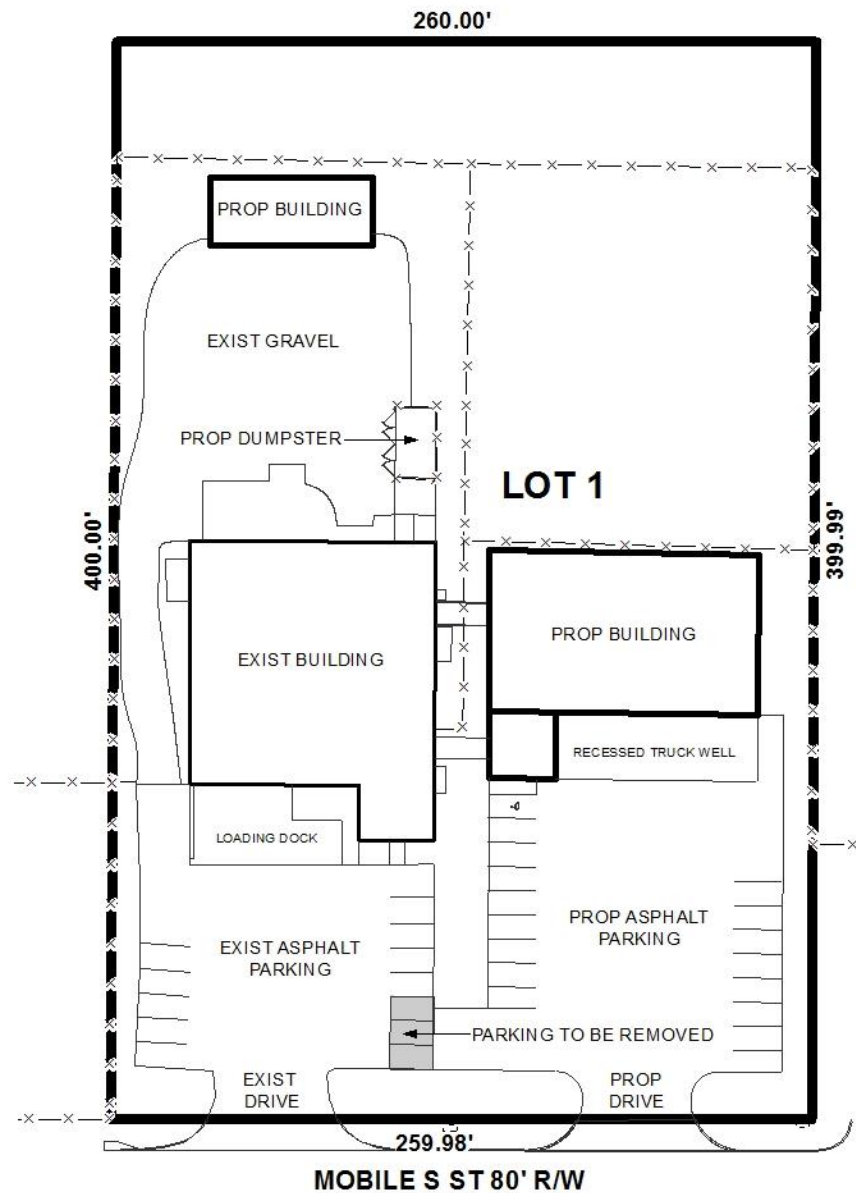 260.00'
PROP BUILDING
EXIST GRAVEL
PROP DUMPSTER
LOT 1
400.00'
399.99'
EXIST BUILDING
PROP BUILDING
RECESSED TRUCK WELL
LOADING DOCK
EXIST ASPHALT
PARKING
PROP ASPHALT
PARKING
PARKING TO BE REMOVED
EXIST
DRIVE
PROP
DRIVE
259.98'
MOBILE S ST 80' R/W